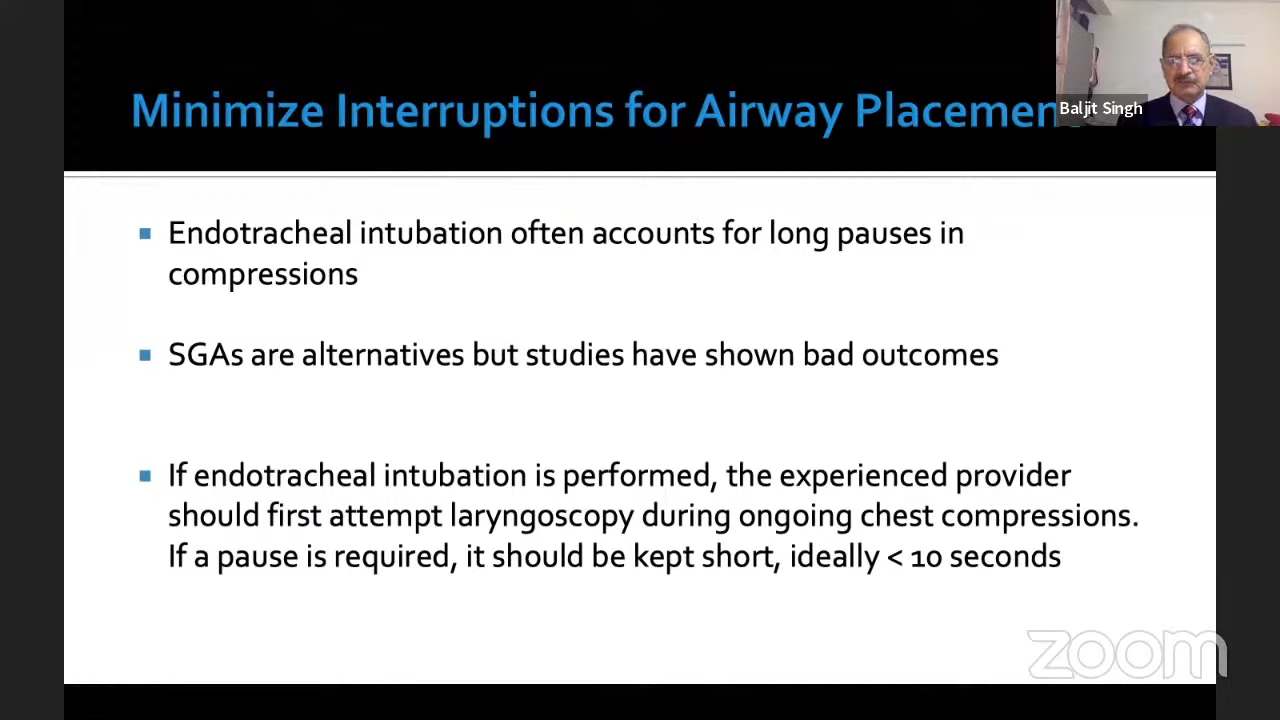 Minimize Interruptions for Airway Placemen
Baljit Singh
▪ Endotracheal intubation often accounts for long pauses in
compressions
▪ SGAs are alternatives but studies have shown bad outcomes
▪ If endotracheal intubation is performed, the experienced provider
should first attempt laryngoscopy during ongoing chest compressions.
If a pause is required, it should be kept short, ideally < 10 seconds
zoom